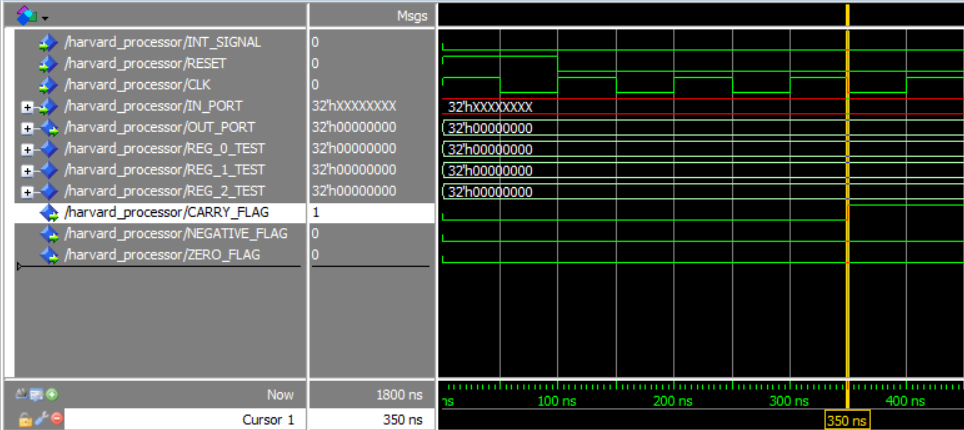 Msgs
/harvard_processor/INT_SIGNAL 0
/harvard_processor/RESET 0
/harvard_processor/CLK 0
/harvard_processor/IN_PORT 32'hXXXXXXXX 32'hXXXXXXXX
/harvard_processor/OUT_PORT 32'h00000000 32'h00000000
/harvard_processor/REG_0_TEST 32'h00000000 32'h00000000
/harvard_processor/REG_1_TEST 32'h00000000 32'h00000000
/harvard_processor/REG_2_TEST 32'h00000000 32'h00000000
/harvard_processor/CARRY_FLAG 1
/harvard_processor/NEGATIVE_FLAG 0
/harvard_processor/ZERO_FLAG 0
Now 1800 ns ns 100 ns 200 ns 300 ns 400 ns
Cursor 1 350 ns 350 ns